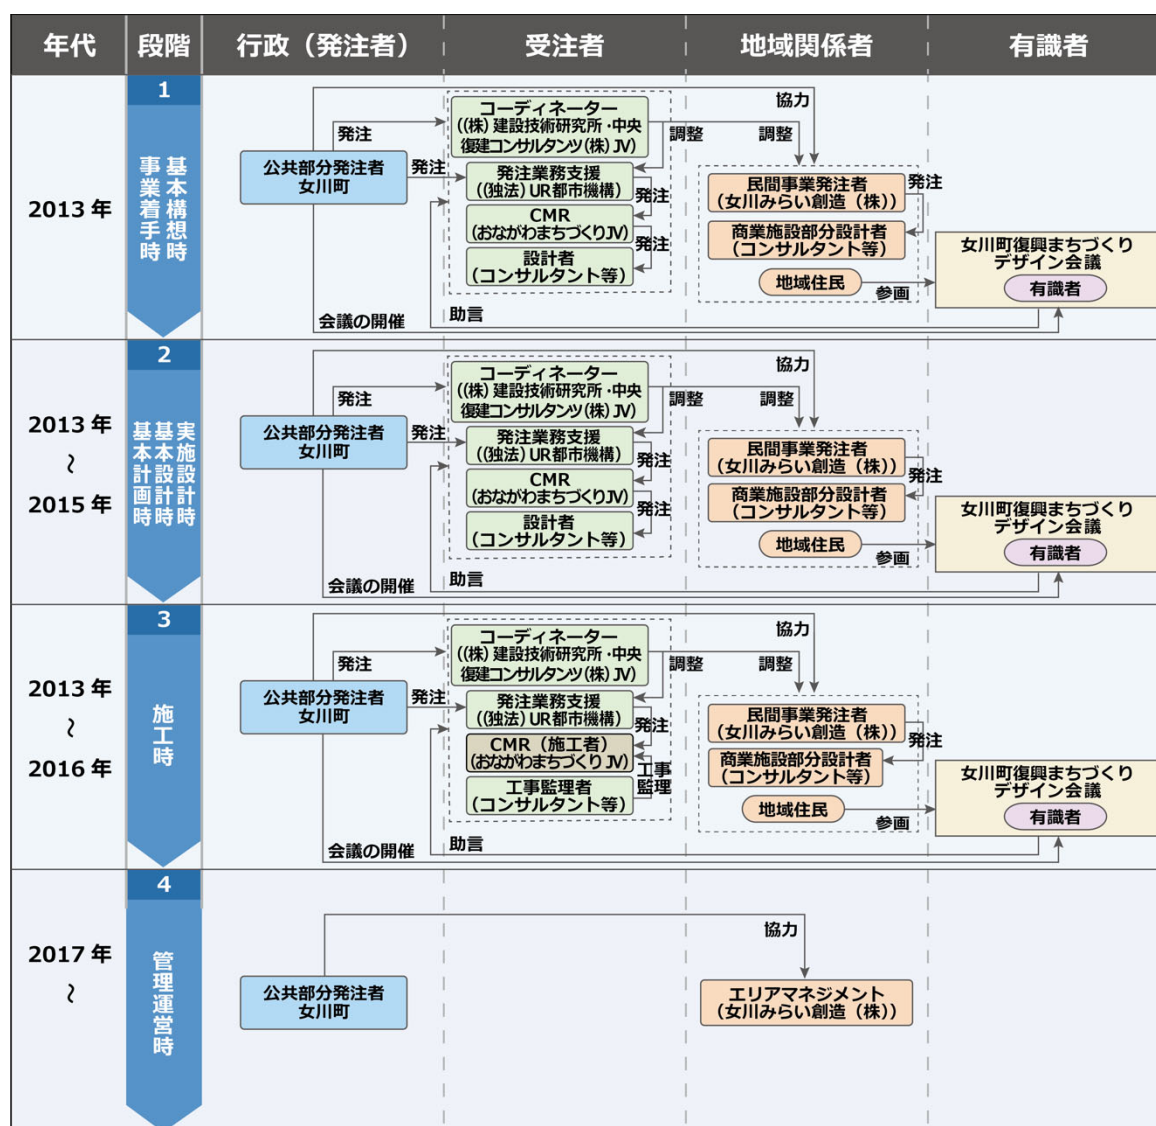 年代
段階
行政（発注者）
受注者
地域関係者
有識者
2013 年
1
基本構想時
事業着手時
公共部分発注者
女川町
発注
発注
コーディネーター
((株) 建設技術研究所・中央
復建コンサルタンツ(株) JV)
発注業務支援
((独法) UR都市機構)
発注
CMR
(おながわまちづくりJV)
発注
設計者
(コンサルタント等)
協力
調整
調整
民間事業発注者
(女川みらい創造（株))
発注
商業施設部分設計者
(コンサルタント等)
地域住民
参画
女川町復興まちづくり
デザイン会議
有識者
助言
会議の開催
2013 年
～
2015 年
2
実施設計時
基本設計時
基本計画時
公共部分発注者
女川町
発注
発注
コーディネーター
((株) 建設技術研究所・中央
復建コンサルタンツ(株) JV)
発注業務支援
((独法) UR都市機構)
発注
CMR
(おながわまちづくりJV)
発注
設計者
(コンサルタント等)
協力
調整
調整
民間事業発注者
(女川みらい創造（株))
発注
商業施設部分設計者
(コンサルタント等)
地域住民
参画
女川町復興まちづくり
デザイン会議
有識者
助言
会議の開催
2013 年
～
2016 年
3
施工時
公共部分発注者
女川町
発注
発注
コーディネーター
((株) 建設技術研究所・中央
復建コンサルタンツ(株) JV)
発注業務支援
((独法) UR都市機構)
発注
CMR（施工者）
(おながわまちづくり JV)
工事
監理
工事監理者
(コンサルタント等)
協力
調整
調整
民間事業発注者
(女川みらい創造（株))
発注
商業施設部分設計者
(コンサルタント等)
地域住民
参画
女川町復興まちづくり
デザイン会議
有識者
助言
会議の開催
2017 年
～
4
管理運営時
公共部分発注者
女川町
協力
エリアマネジメント
(女川みらい創造（株))